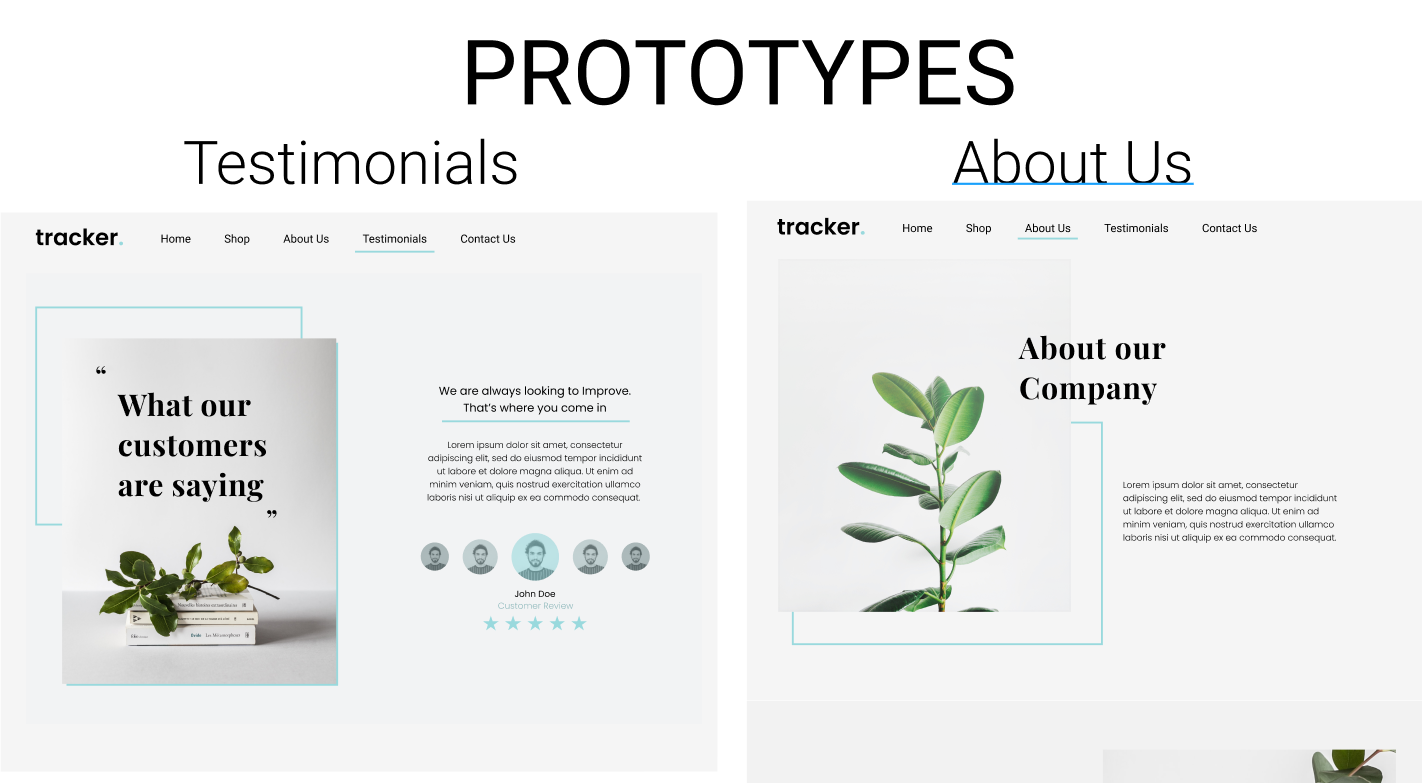 PROTOTYPES
Testimonials
tracker.
Home
Shop
About Us
Testimonials
Contact Us
“
What our
customers
are saying
”
We are always looking to Improve.
That's where you come in
Lorem ipsum dolor sit amet, consectetur
adipiscing elit, sed do eiusmod tempor incididunt
ut labore et dolore magna aliqua. Ut enim ad
minim veniam, quis nostrud exercitation ullamco
laboris nisi ut aliquip ex ea commodo consequat.
John Doe
Customer Review
About Us
tracker.
Home
Shop
About Us
Testimonials
Contact Us
About our
Company
Lorem ipsum dolor sit amet, consectetur
adipiscing elit, sed do eiusmod tempor incididunt
ut labore et dolore magna aliqua. Ut enim ad
minim veniam, quis nostrud exercitation ullamco
laboris nisi ut aliquip ex ea commodo consequat.